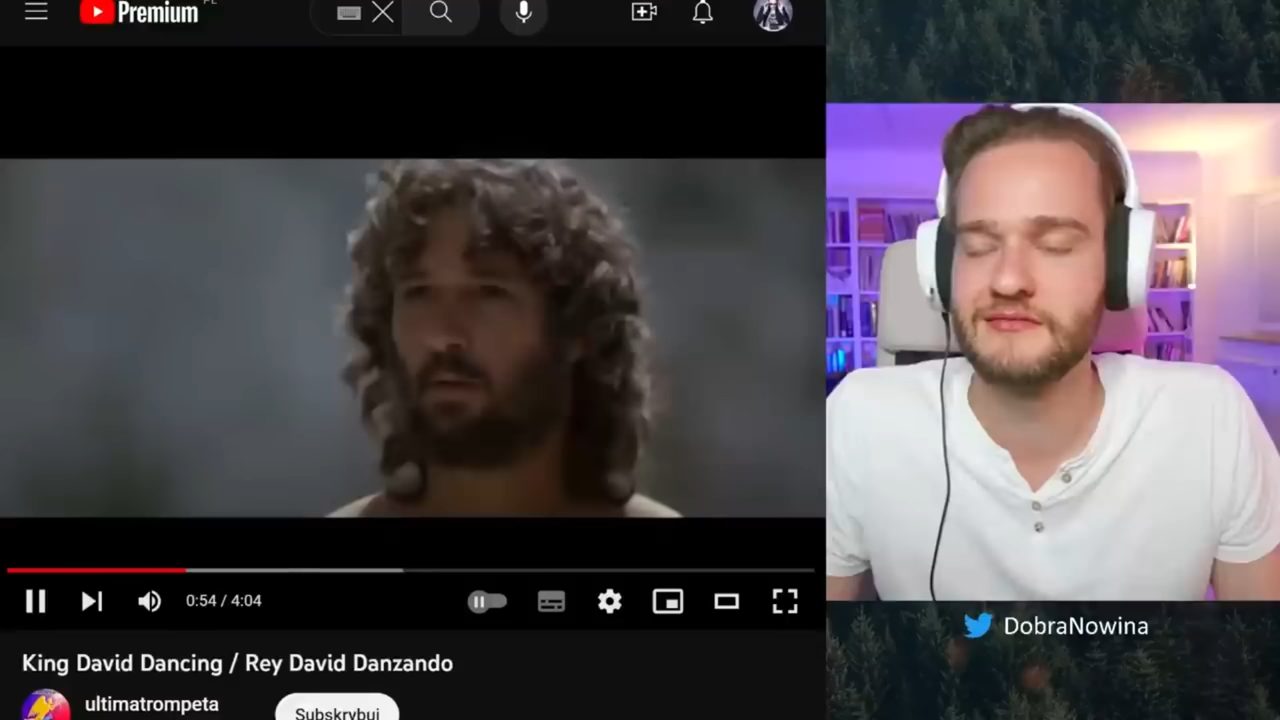 Premium
PL
0:54 / 4:04
King David Dancing / Rey David Danzando
ultimatrompeta
Subskrybuj
DobraNowina